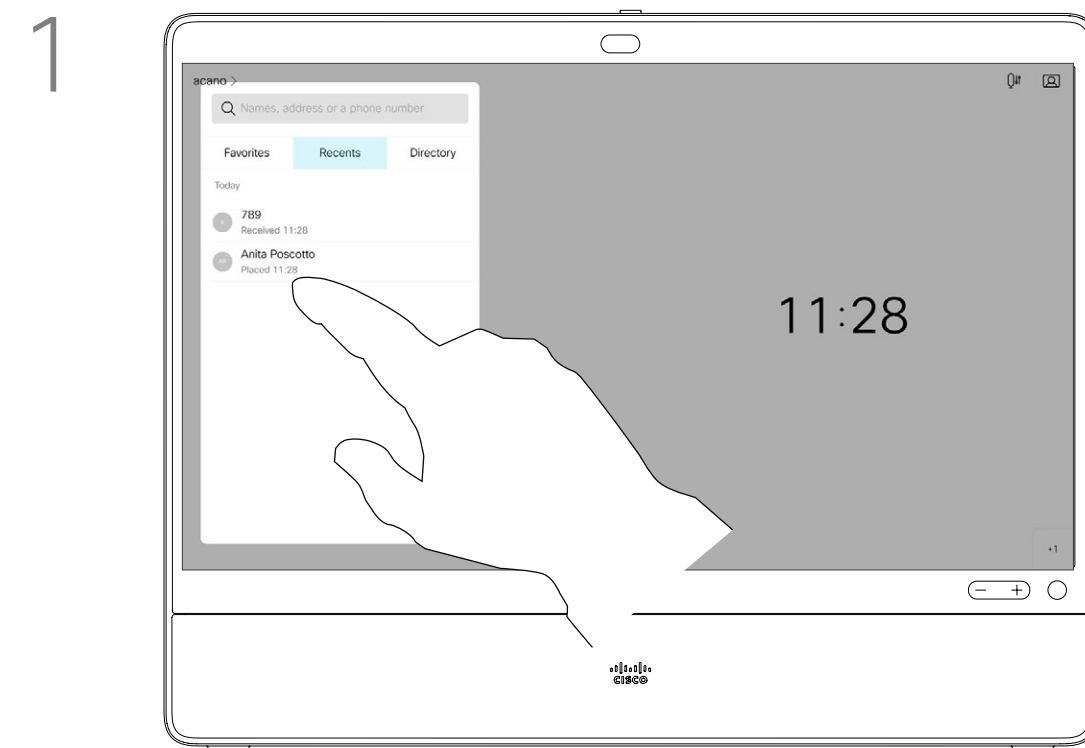 1
acano >
Names, address or a phone number
Favorites Recents Directory
Today
789
Received 11:28
Anita Poscotto
Placed 11:28
11:28
+1
− +
CISCO